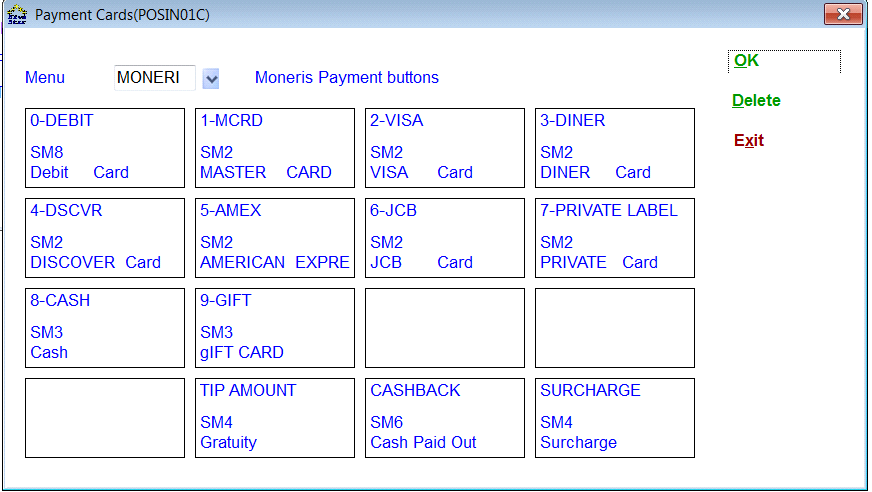 Payment Cards(POSIN01C)
Menu MONERI Moneris Payment buttons
OK
Delete
Exit
0-DEBIT
SM8
Debit Card
1-MCRD
SM2
MASTER CARD
2-VISA
SM2
VISA Card
3-DINER
SM2
DINER Card
4-DSCVR
SM2
DISCOVER Card
5-AMEX
SM2
AMERICAN EXPRE
6-JCB
SM2
JCB Card
7-PRIVATE LABEL
SM2
PRIVATE Card
8-CASH
SM3
Cash
9-GIFT
SM3
gIFT CARD
TIP AMOUNT
SM4
Gratuity
CASHBACK
SM6
Cash Paid Out
SURCHARGE
SM4
Surcharge